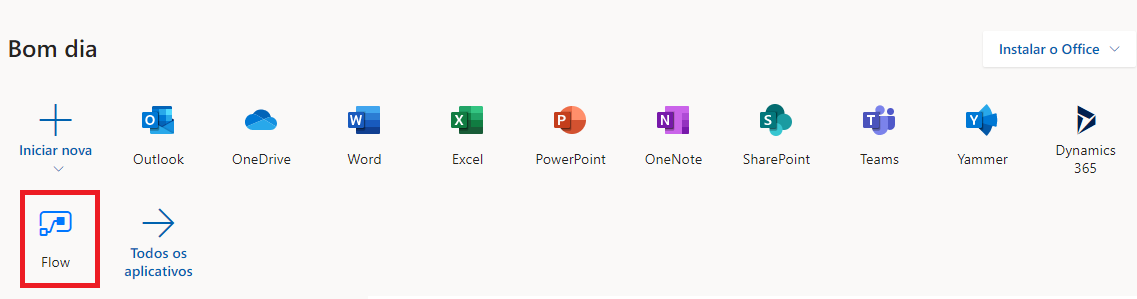 Bom dia
Instalar o Office
Iniciar nova
Outlook
OneDrive
Word
Excel
PowerPoint
OneNote
SharePoint
Teams
Yammer
Dynamics
365
Flow
Todos os
aplicativos